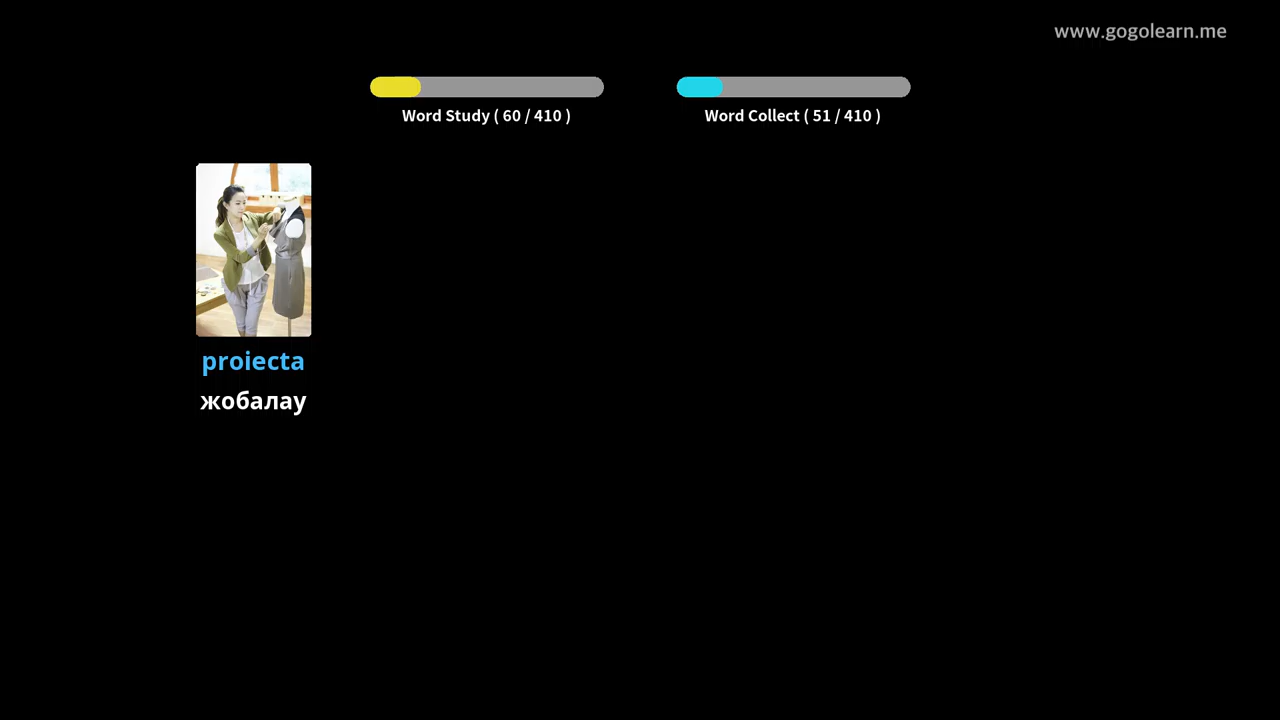 www.gogolearn.me
Word Study ( 60 / 410 )
Word Collect ( 51 / 410 )
proiecta
жобалау